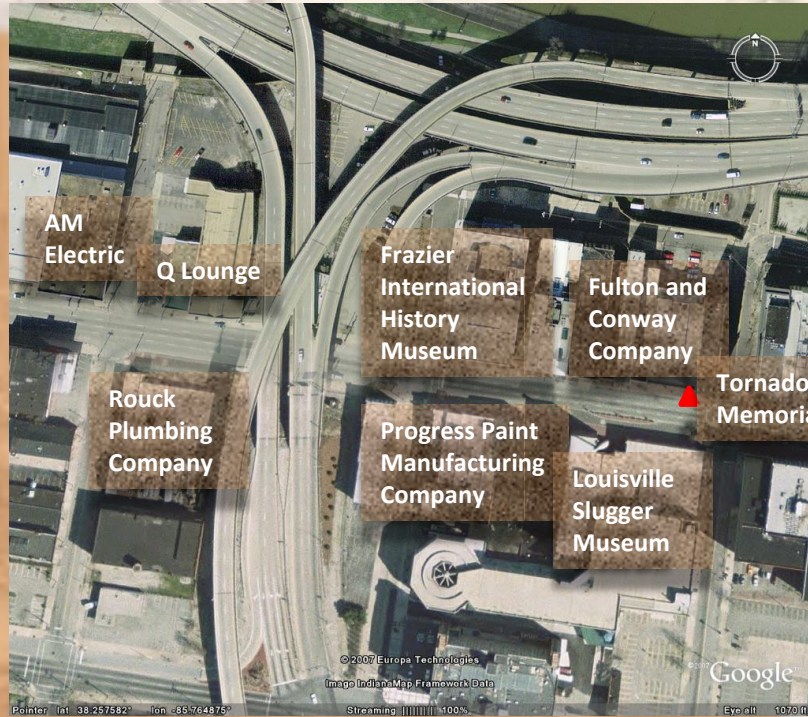 N
AM
Electric
Q Lounge
Frazier
International
History
Museum
Fulton and
Conway
Company
Tornado
Memoria
Rouck
Plumbing
Company
Progress Paint
Manufacturing
Company
Louisville
Slugger
Museum
© 2007 Europa Technologies
Image IndianaMap Framework Data
©2007 Google
Pointer lat 38.257582° lon -85.764875° Streaming |||||||||| 100% Eye alt 1070 ft